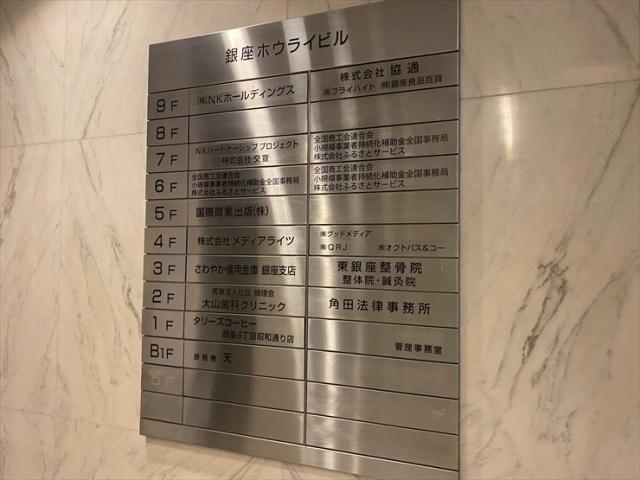 銀座ホウライビル
9F
㈱NKホールディングス
株式会社 協通
㈲フライハイト ㈱銀座良品百貨
8F
7F
NKパートナーシップ プロジェクト
株式会社 交宣
全国商工会連合会
小規模事業者持続化補助金全国事務局
株式会社ふるさとサービス
6F
全国商工会連合会
小規模事業者持続化補助金全国事務局
株式会社ふるさとサービス
全国商工会連合会
小規模事業者持続化補助金全国事務局
株式会社ふるさとサービス
5F
国際商業出版(株)
4F
株式会社 メディアライツ
㈱グッドメディア
㈱QRJ ㈱オクトパス&コー
3F
さわやか信用金庫 銀座支店
東銀座整骨院
整体院・鍼灸院
2F
医療法人社団
大山歯科クリニック
角田法律事務所
1F
タリーズコーヒー
銀座6丁目昭和通り店
管理事務室
B1F
鉄板焼 天
5F